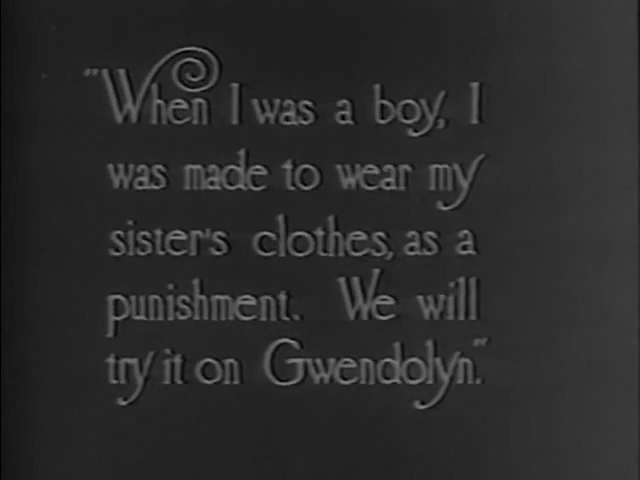 "When I was a boy, I
was made to wear my
sister's clothes, as a
punishment. We will
try it on Gwendolyn."